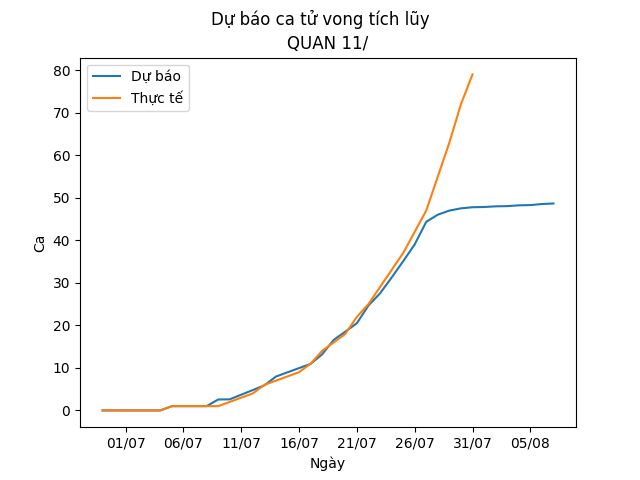 Dự báo ca tử vong tích lũy
QUAN 11/
Dự báo
Thực tế
80
70
60
50
40
30
20
10
0
Ca
01/07 06/07 11/07 16/07 21/07 26/07 31/07 05/08
Ngày